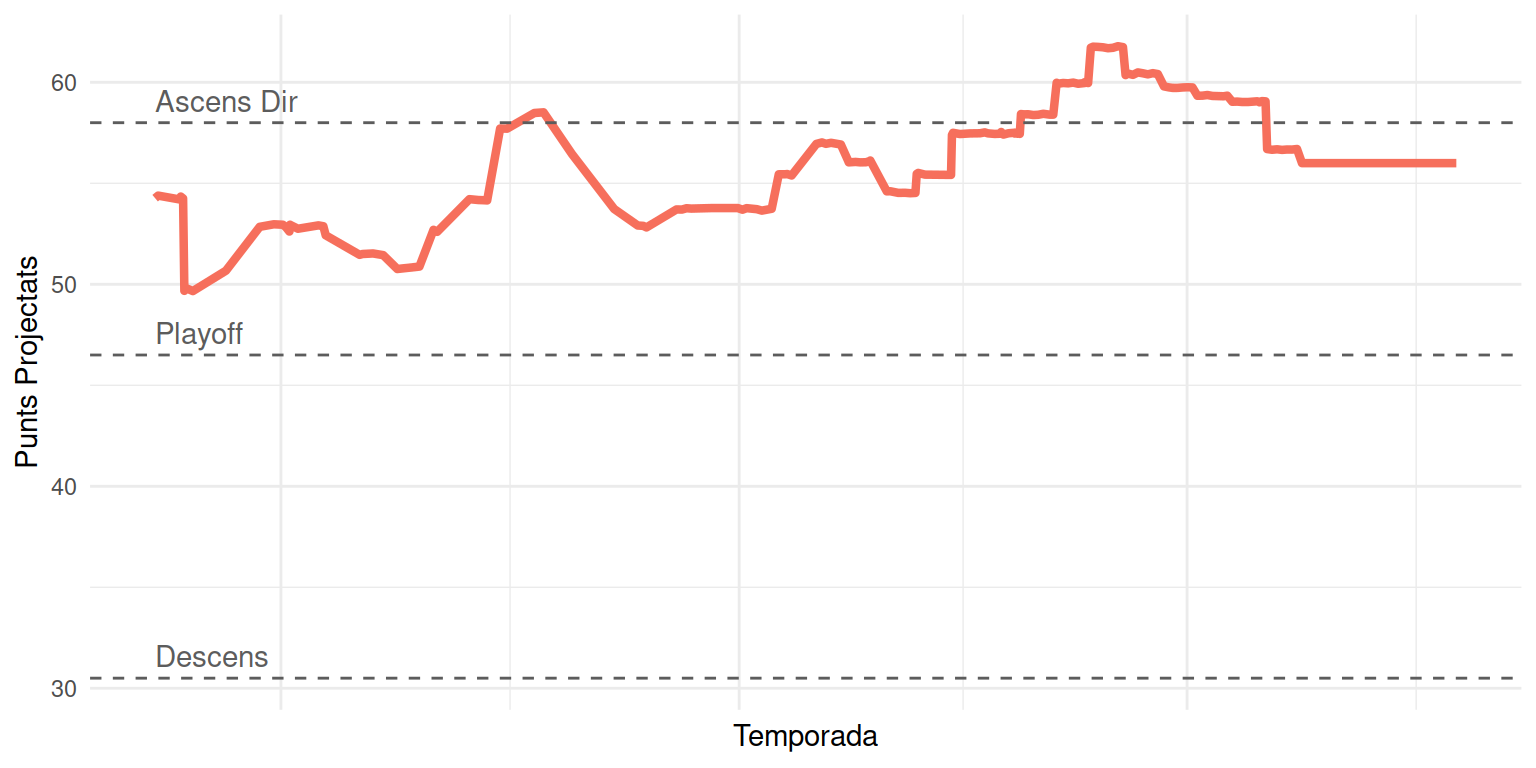 60
Ascens Dir
50
Playoff
Punts Projectats
40
Descens
30
Temporada